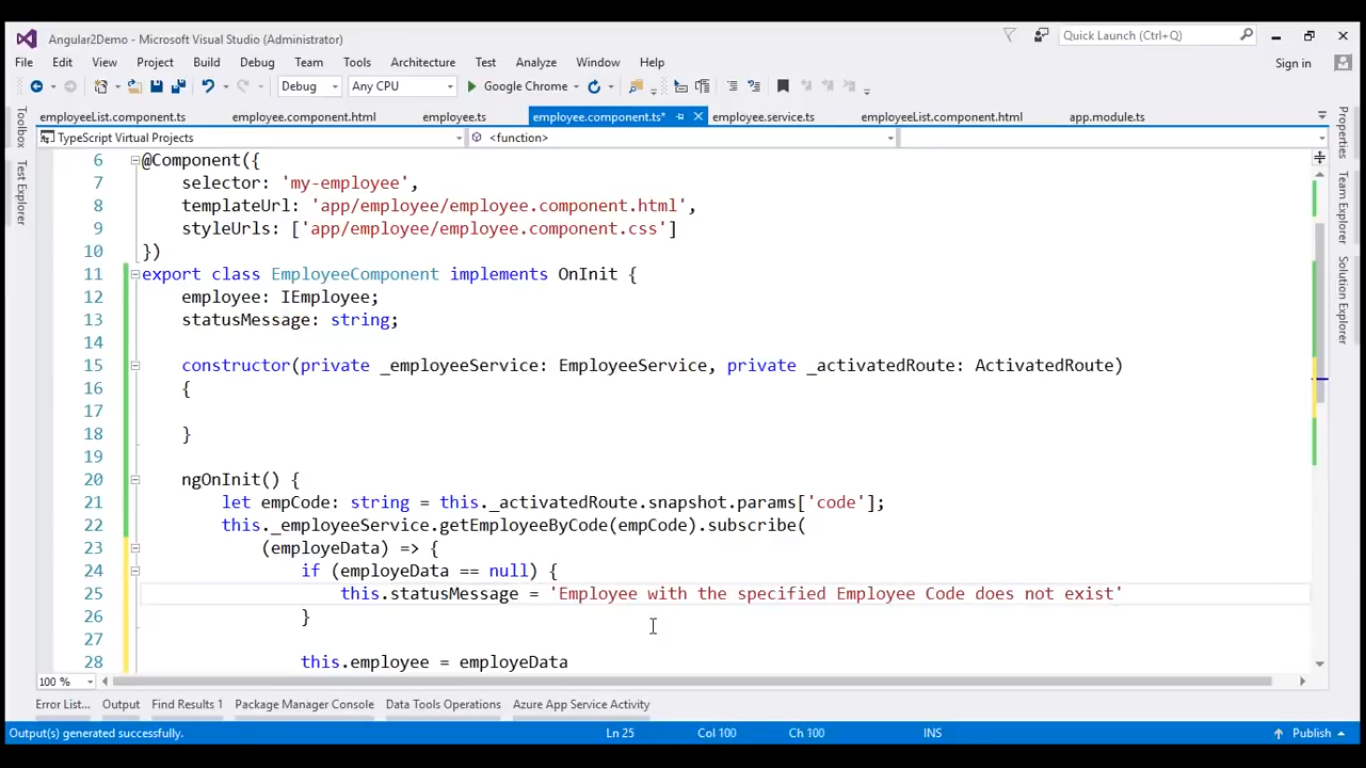 Angular2Demo - Microsoft Visual Studio (Administrator)
Quick Launch (Ctrl+Q)
File Edit View Project Build Debug Team Tools Architecture Test Analyze Window Help
Sign in
Debug Any CPU Google Chrome
employeeList.component.ts employee.component.html employee.ts employee.component.ts* employee.service.ts employeeList.component.html app.module.ts
TypeScript Virtual Projects <function>
Toolbox
Test Explorer
Properties
Team Explorer
Solution Explorer
6 @Component({
7 selector: 'my-employee',
8 templateUrl: 'app/employee/employee.component.html',
9 styleUrls: ['app/employee/employee.component.css']
10 })
11 export class EmployeeComponent implements OnInit {
12 employee: IEmployee;
13 statusMessage: string;
14
15 constructor(private _employeeService: EmployeeService, private _activatedRoute: ActivatedRoute)
16 {
17
18 }
19
20 ngOnInit() {
21 let empCode: string = this._activatedRoute.snapshot.params['code'];
22 this._employeeService.getEmployeeByCode(empCode).subscribe(
23 (employeData) => {
24 if (employeData == null) {
25 this.statusMessage = 'Employee with the specified Employee Code does not exist'
26 }
27
28 this.employee = employeData
100 %
Error List... Output Find Results 1 Package Manager Console Data Tools Operations Azure App Service Activity
Output(s) generated successfully. Ln 25 Col 100 Ch 100 INS Publish